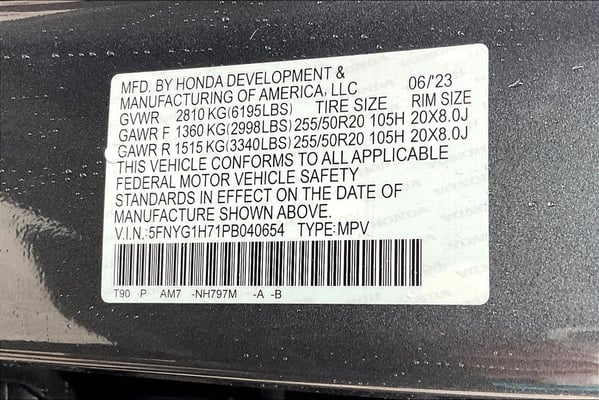 MFD. BY HONDA DEVELOPMENT &
MANUFACTURING OF AMERICA, LLC 06/'23
GVWR 2810 KG(6195LBS) TIRE SIZE RIM SIZE
GAWR F 1360 KG(2998LBS) 255/50R20 105H 20X8.0J
GAWR R 1515 KG(3340LBS) 255/50R20 105H 20X8.0J
THIS VEHICLE CONFORMS TO ALL APPLICABLE
FEDERAL MOTOR VEHICLE SAFETY
STANDARDS IN EFFECT ON THE DATE OF
MANUFACTURE SHOWN ABOVE.
V.I.N.:5FNYG1H71PB040654 TYPE:MPV
T90 P AM7 -NH797M -A -B